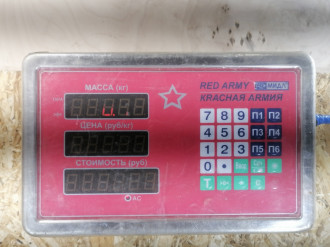 МАССА (кг)
ЦЕНА (руб/кг)
СТОИМОСТЬ (руб)
RED ARMY МИДЛ
КРАСНАЯ АРМИЯ
7 8 9 П1 П2
4 5 6 П3 П4
1 2 3 П5 П6
0
T